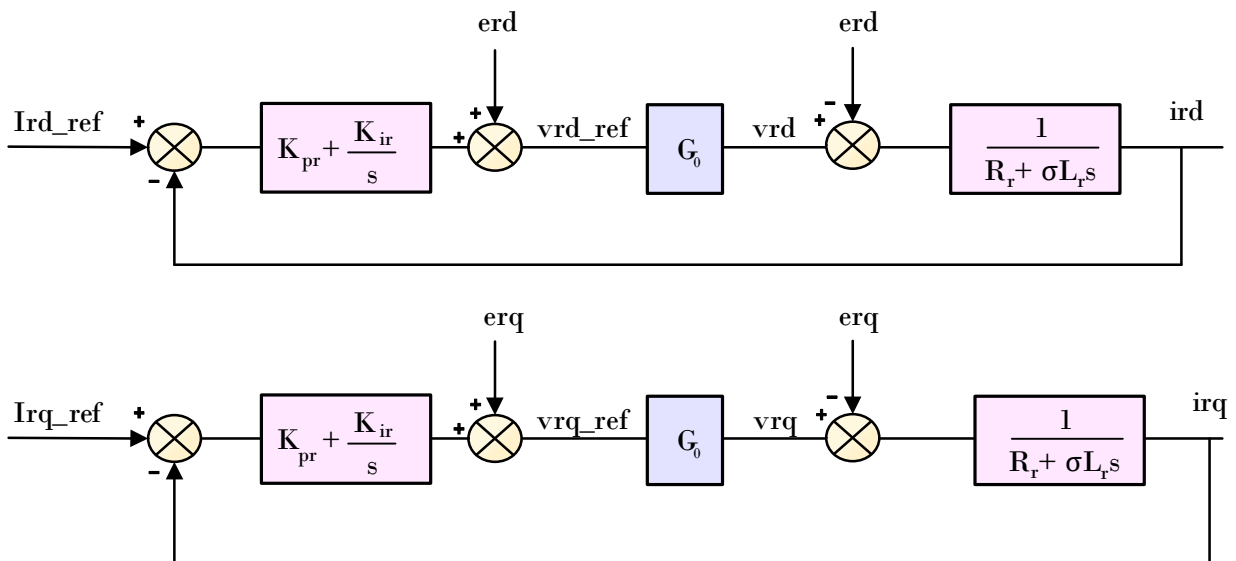 erd
erd
Ird_ref
+
-
K_pr + K_ir / s
+
+
vrd_ref
G_0
vrd
-
+
1 / R_r + σL_r s
ird
erq
erq
Irq_ref
+
-
K_pr + K_ir / s
+
+
vrq_ref
G_0
vrq
-
+
1 / R_r + σL_r s
irq